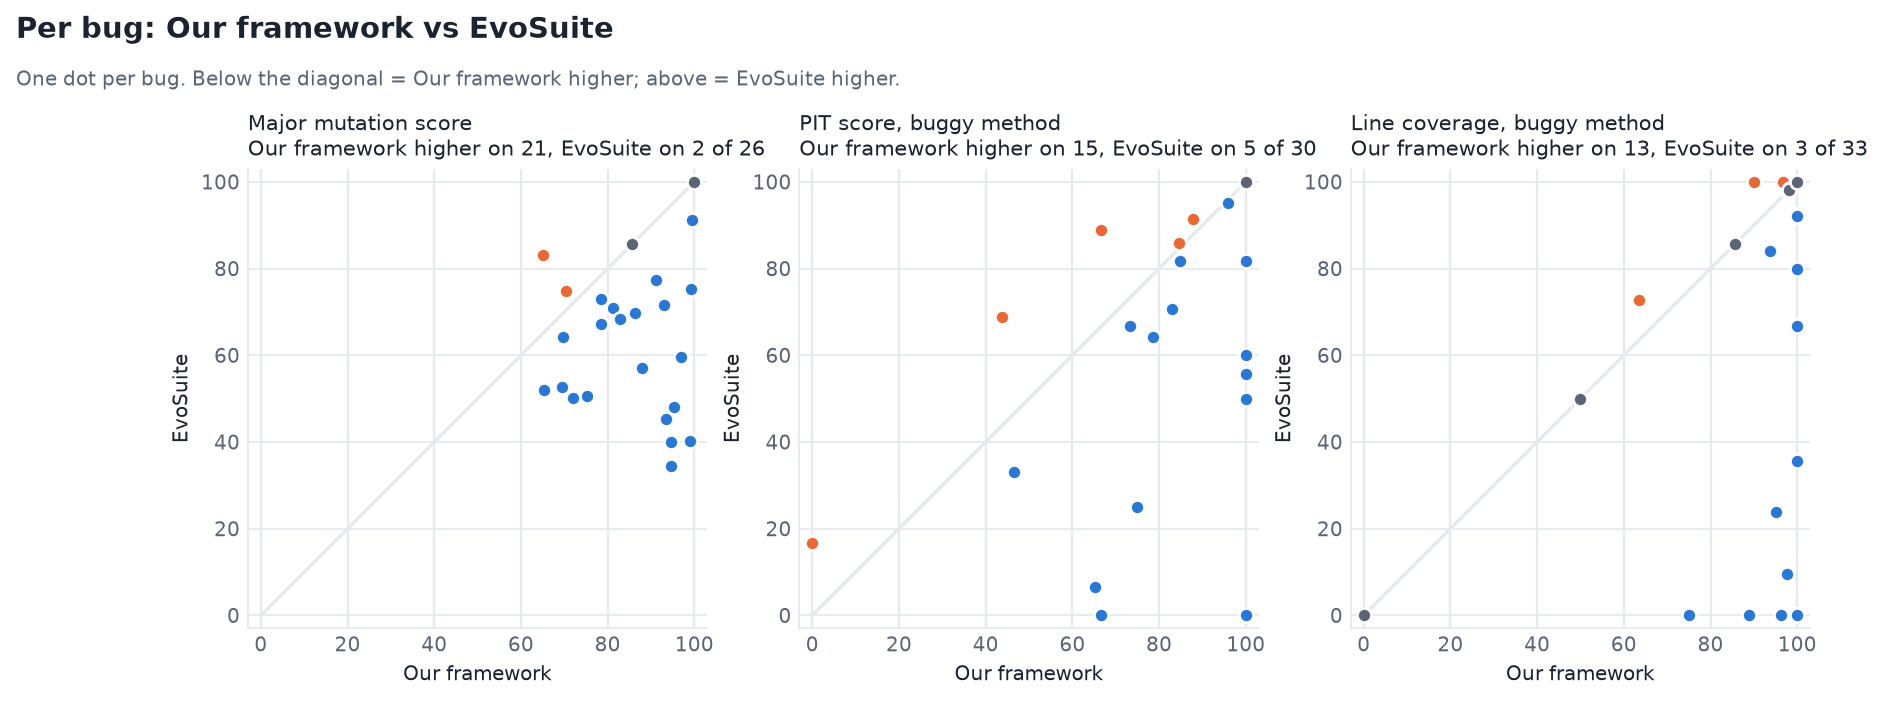 Per bug: Our framework vs EvoSuite
One dot per bug. Below the diagonal = Our framework higher; above = EvoSuite higher.
Major mutation score
Our framework higher on 21, EvoSuite on 2 of 26
100
80
60
40
20
0
EvoSuite
0 20 40 60 80 100
Our framework
PIT score, buggy method
Our framework higher on 15, EvoSuite on 5 of 30
100
80
60
40
20
0
EvoSuite
0 20 40 60 80 100
Our framework
Line coverage, buggy method
Our framework higher on 13, EvoSuite on 3 of 33
100
80
60
40
20
0
EvoSuite
0 20 40 60 80 100
Our framework